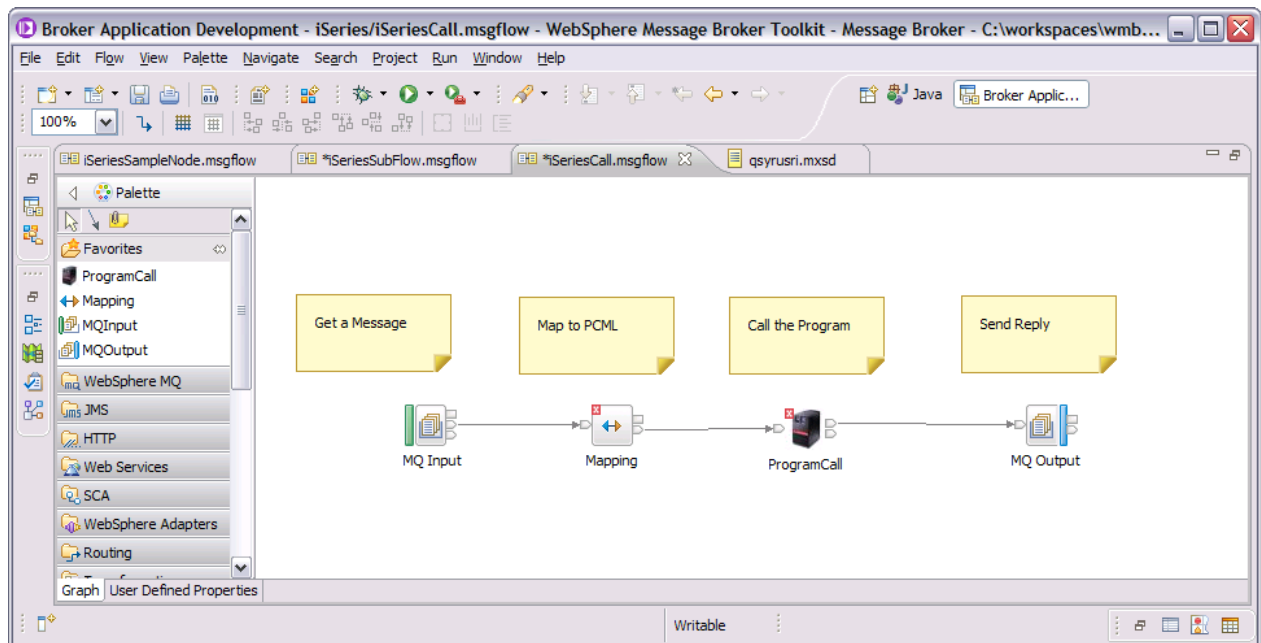 Broker Application Development - iSeries/iSeriesCall.msgflow - WebSphere Message Broker Toolkit - Message Broker - C:\workspaces\wmb...
File Edit Flow View Palette Navigate Search Project Run Window Help
010
Java Broker Applic...
100%
iSeriesSampleNode.msgflow *iSeriesSubFlow.msgflow *iSeriesCall.msgflow qsyrusri.mxsd
Palette
Favorites
ProgramCall
Mapping
MQInput
MQOutput
WebSphere MQ
JMS
HTTP
Web Services
SCA
WebSphere Adapters
Routing
Get a Message
Map to PCML
Call the Program
Send Reply
MQ Input
Mapping
ProgramCall
MQ Output
Graph User Defined Properties
Writable